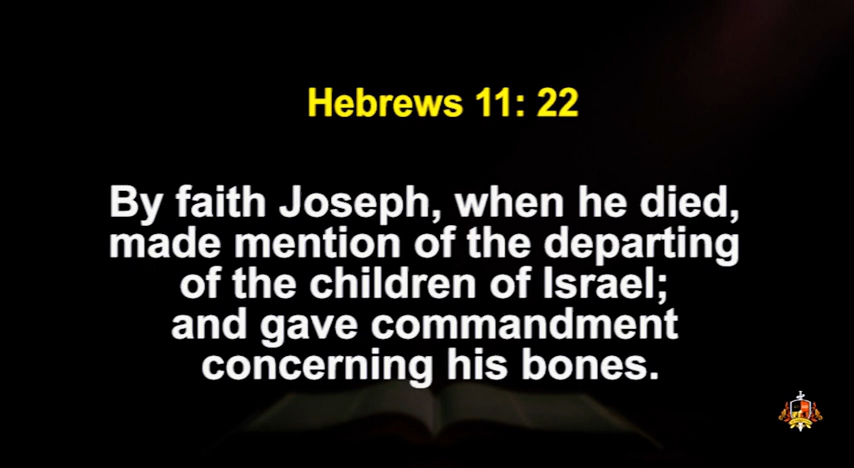 Hebrews 11: 22
By faith Joseph, when he died,
made mention of the departing
of the children of Israel;
and gave commandment
concerning his bones.